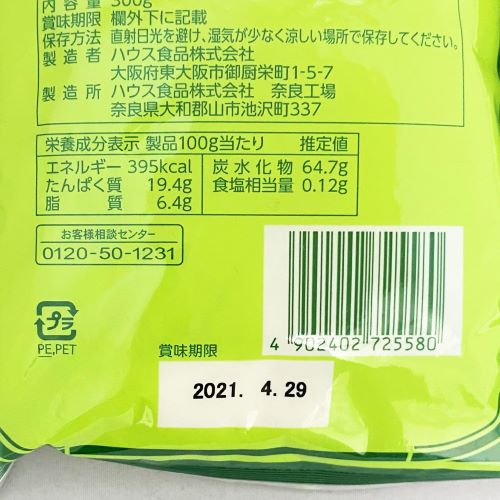 内容量 300g
賞味期限 欄外下に記載
保存方法 直射日光を避け、湿気が少なく涼しい場所で保存してください。
製造者 ハウス食品株式会社
大阪府東大阪市御厨栄町1-5-7
製造所 ハウス食品株式会社 奈良工場
奈良県大和郡山市池沢町337
栄養成分表示 製品100g当たり 推定値
エネルギー 395kcal 炭水化物 64.7g
たんぱく質 19.4g 食塩相当量 0.12g
脂質 6.4g
お客様相談センター
0120-50-1231
プラ
PE,PET
4 902402 725580
賞味期限
2021. 4.29